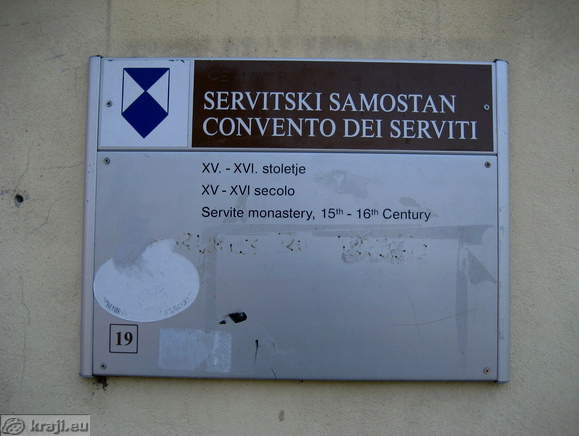 SERVITSKI SAMOSTAN
CONVENTO DEI SERVITI
XV. - XVI. stoletje
XV - XVI secolo
Servite monastery, 15th - 16th Century
19
kraji.eu